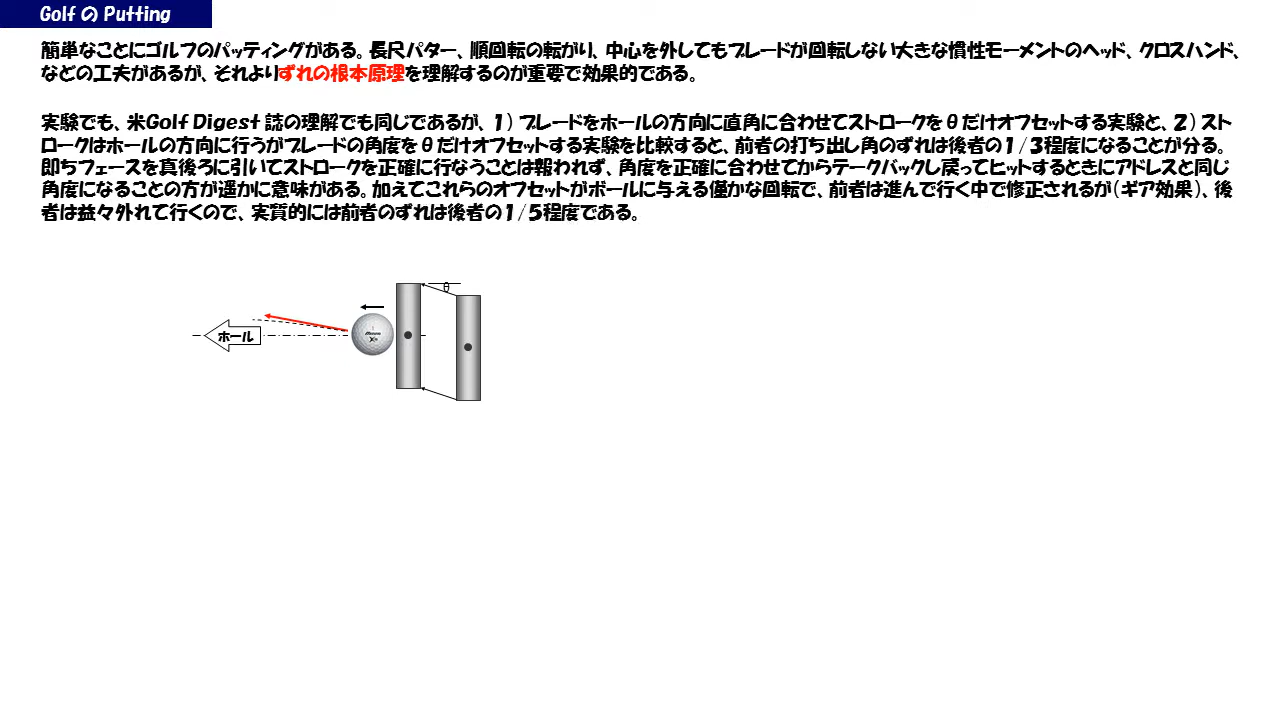 Golf の Putting
簡単なことにゴルフのパッティングがある。長尺パター、順回転の転がり、中心を外してもブレードが回転しない大きな慣性モーメントのヘッド、クロスハンド、
などの工夫があるが、それよりずれの根本原理を理解するのが重要で効果的である。
実験でも、米Golf Digest 誌の理解でも同じであるが、1) ブレードをホールの方向に直角に合わせてストロークをθだけオフセットする実験と、2) スト
ロークはホールの方向に行うがブレードの角度をθだけオフセットする実験を比較すると、前者の打ち出し角のずれは後者の1/3程度になることが分る。
即ちフェースを真後ろに引いてストロークを正確に行なうことは報われず、角度を正確に合わせてからテークバックし戻ってヒットするときにアドレスと同じ
角度になることの方が遥かに意味がある。加えてこれらのオフセットがボールに与える僅かな回転で、前者は進んで行く中で修正されるが(ギア効果)、後
者は益々外れて行くので、実質的には前者のずれは後者の1/5程度である。
θ
ホール